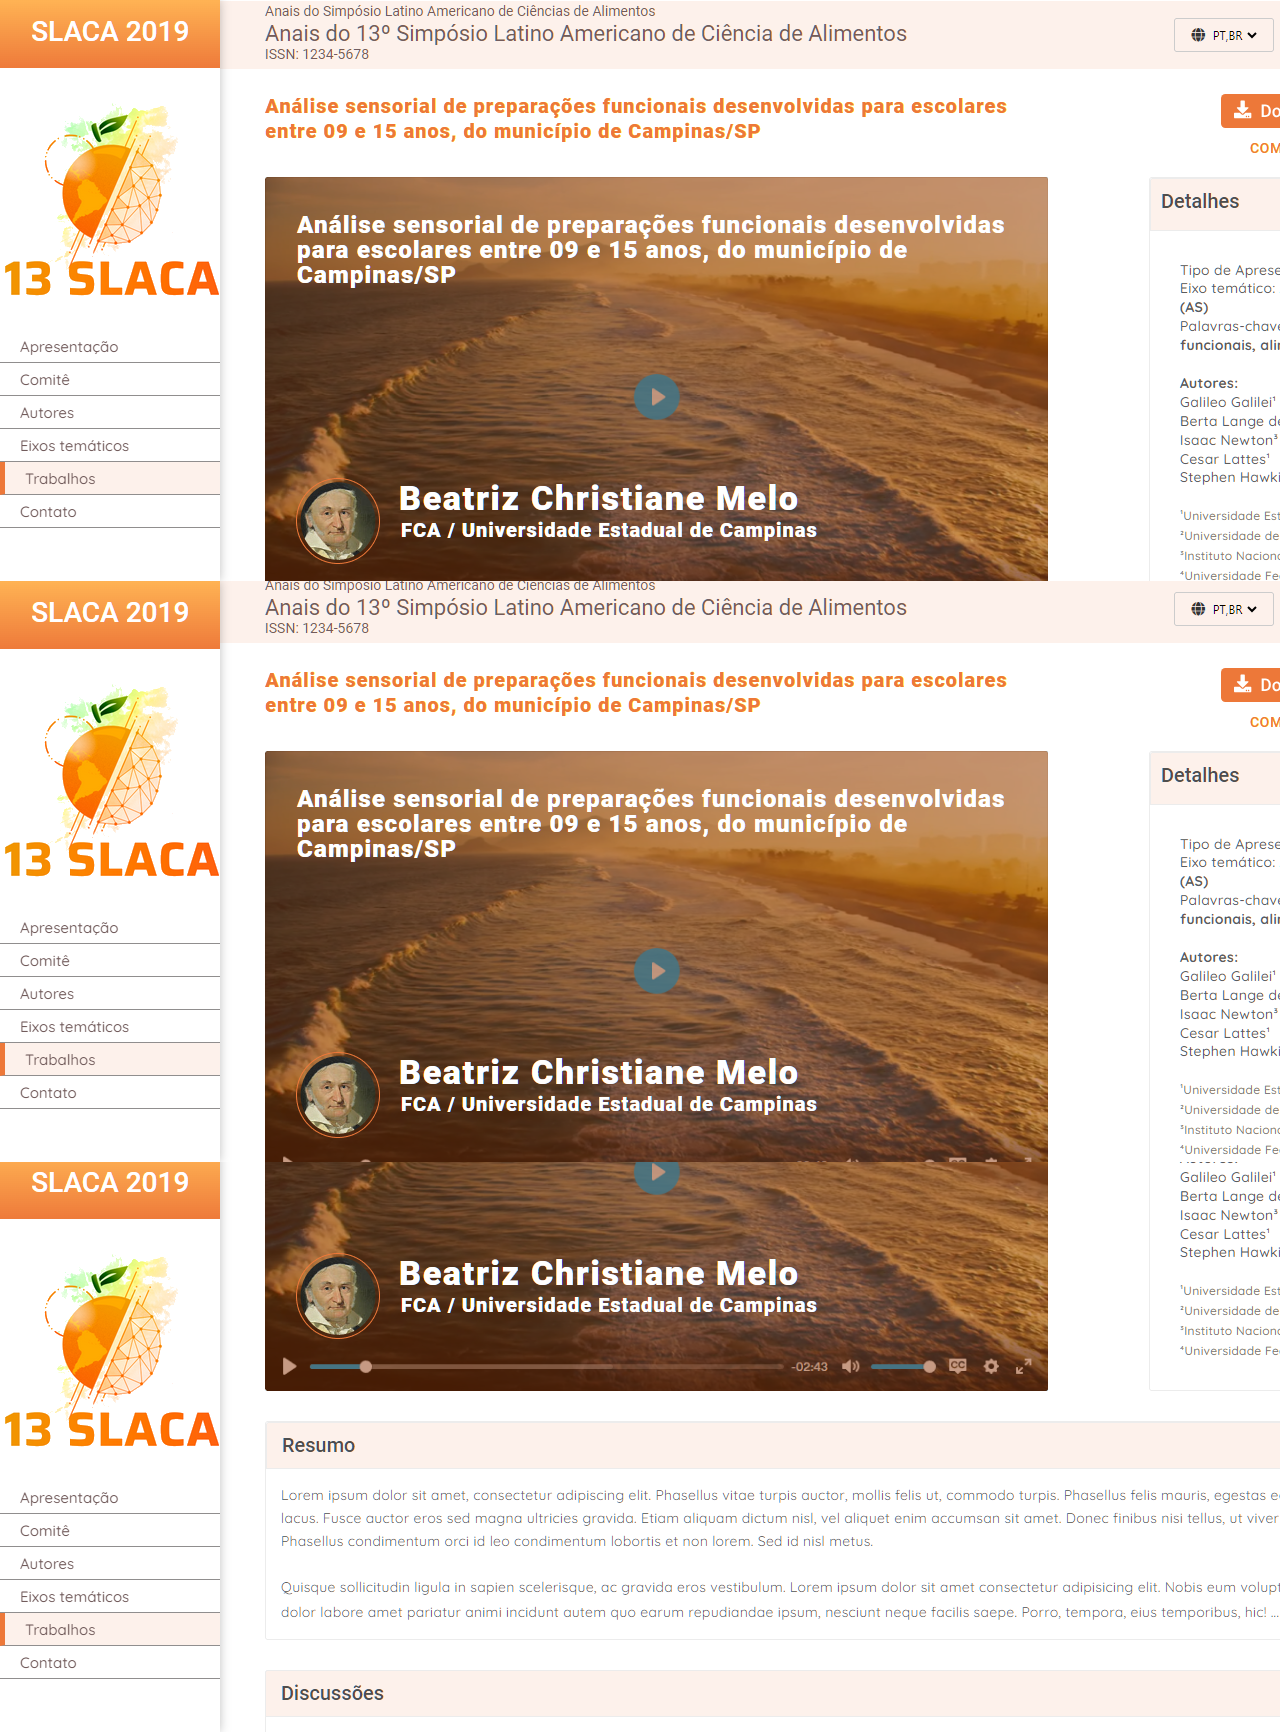 SLACA 2019
Anais do Simpósio Latino Americano de Ciências de Alimentos
Anais do 13º Simpósio Latino Americano de Ciência de Alimentos
ISSN: 1234-5678
PT,BR
Análise sensorial de preparações funcionais desenvolvidas para escolares
entre 09 e 15 anos, do município de Campinas/SP
Do
COM
13 SLACA
Apresentação
Comitê
Autores
Eixos temáticos
Trabalhos
Contato
Análise sensorial de preparações funcionais desenvolvidas
para escolares entre 09 e 15 anos, do município de
Campinas/SP
Beatriz Christiane Melo
FCA / Universidade Estadual de Campinas
Detalhes
Tipo de Aprese
Eixo temático:
(AS)
Palavras-chave
funcionais, alim
Autores:
Galileo Galilei¹
Berta Lange de
Isaac Newton³
Cesar Lattes¹
Stephen Hawki
¹Universidade Est
²Universidade de
³Instituto Naciona
⁴Universidade Fe
SLACA 2019
Anais do Simpósio Latino Americano de Ciências de Alimentos
Anais do 13º Simpósio Latino Americano de Ciência de Alimentos
ISSN: 1234-5678
PT,BR
Análise sensorial de preparações funcionais desenvolvidas para escolares
entre 09 e 15 anos, do município de Campinas/SP
Do
COM
13 SLACA
Apresentação
Comitê
Autores
Eixos temáticos
Trabalhos
Contato
Análise sensorial de preparações funcionais desenvolvidas
para escolares entre 09 e 15 anos, do município de
Campinas/SP
Beatriz Christiane Melo
FCA / Universidade Estadual de Campinas
Detalhes
Tipo de Aprese
Eixo temático:
(AS)
Palavras-chave
funcionais, alim
Autores:
Galileo Galilei¹
Berta Lange de
Isaac Newton³
Cesar Lattes¹
Stephen Hawki
¹Universidade Est
²Universidade de
³Instituto Naciona
⁴Universidade Fe
SLACA 2019
13 SLACA
Apresentação
Comitê
Autores
Eixos temáticos
Trabalhos
Contato
Beatriz Christiane Melo
FCA / Universidade Estadual de Campinas
-02:43
CC
Galileo Galilei¹
Berta Lange de
Isaac Newton³
Cesar Lattes¹
Stephen Hawki
¹Universidade Est
²Universidade de
³Instituto Naciona
⁴Universidade Fe
Resumo
Lorem ipsum dolor sit amet, consectetur adipiscing elit. Phasellus vitae turpis auctor, mollis felis ut, commodo turpis. Phasellus felis mauris, egestas e
lacus. Fusce auctor eros sed magna ultricies gravida. Etiam aliquam dictum nisl, vel aliquet enim accumsan sit amet. Donec finibus nisi tellus, ut viver
Phasellus condimentum orci id leo condimentum lobortis et non lorem. Sed id nisl metus.
Quisque sollicitudin ligula in sapien scelerisque, ac gravida eros vestibulum. Lorem ipsum dolor sit amet consectetur adipisicing elit. Nobis eum volupt
dolor labore amet pariatur animi incidunt autem quo earum repudiandae ipsum, nesciunt neque facilis saepe. Porro, tempora, eius temporibus, hic! ...
Discussões